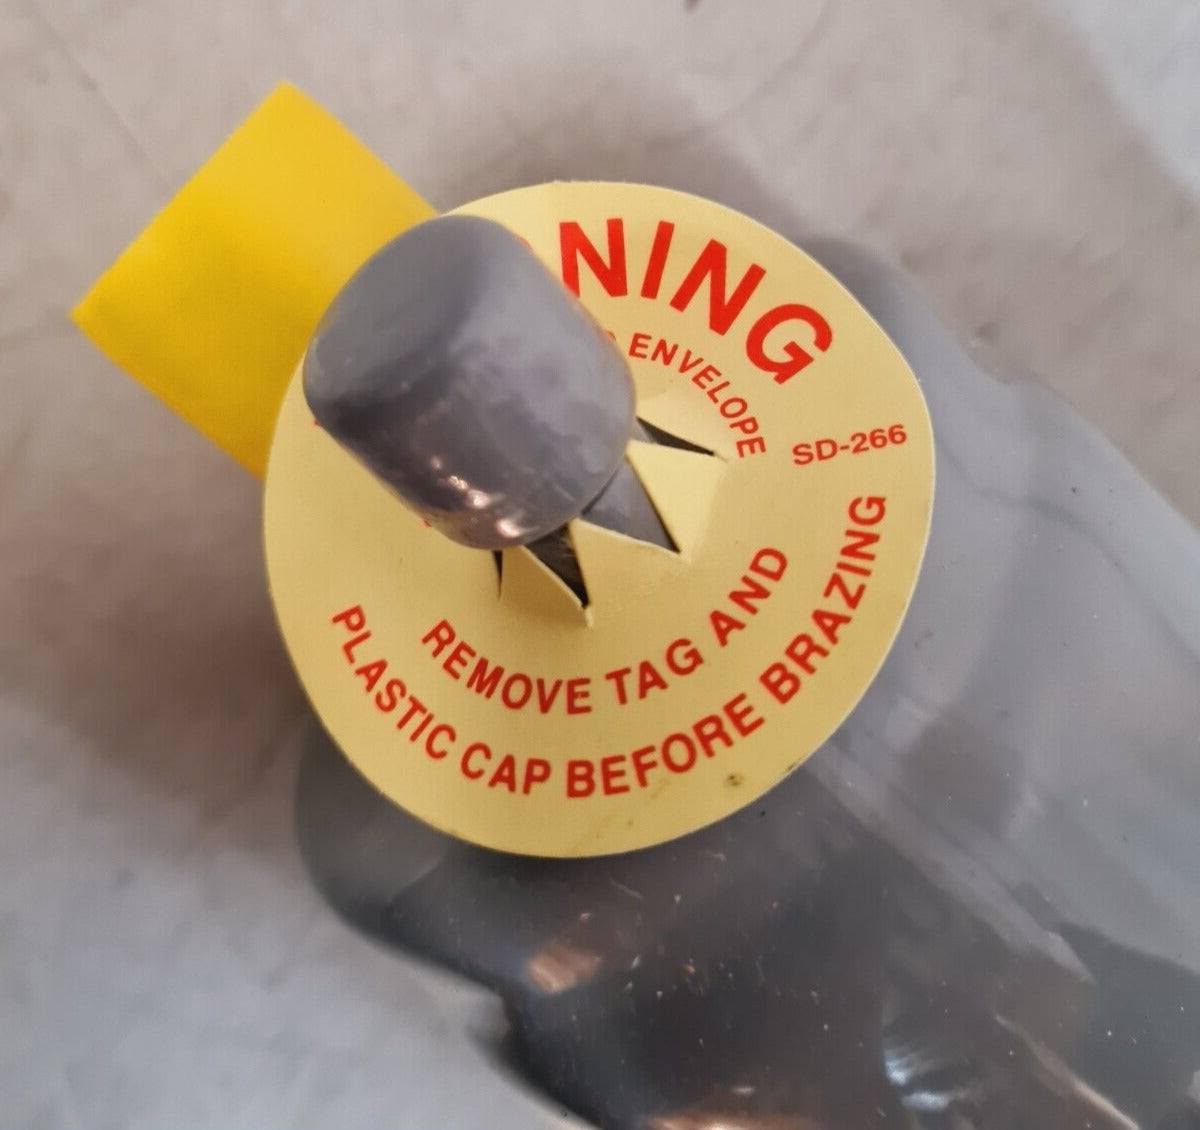 NING
ENVELOPE
SD-266
REMOVE TAG AND
PLASTIC CAP BEFORE BRAZING